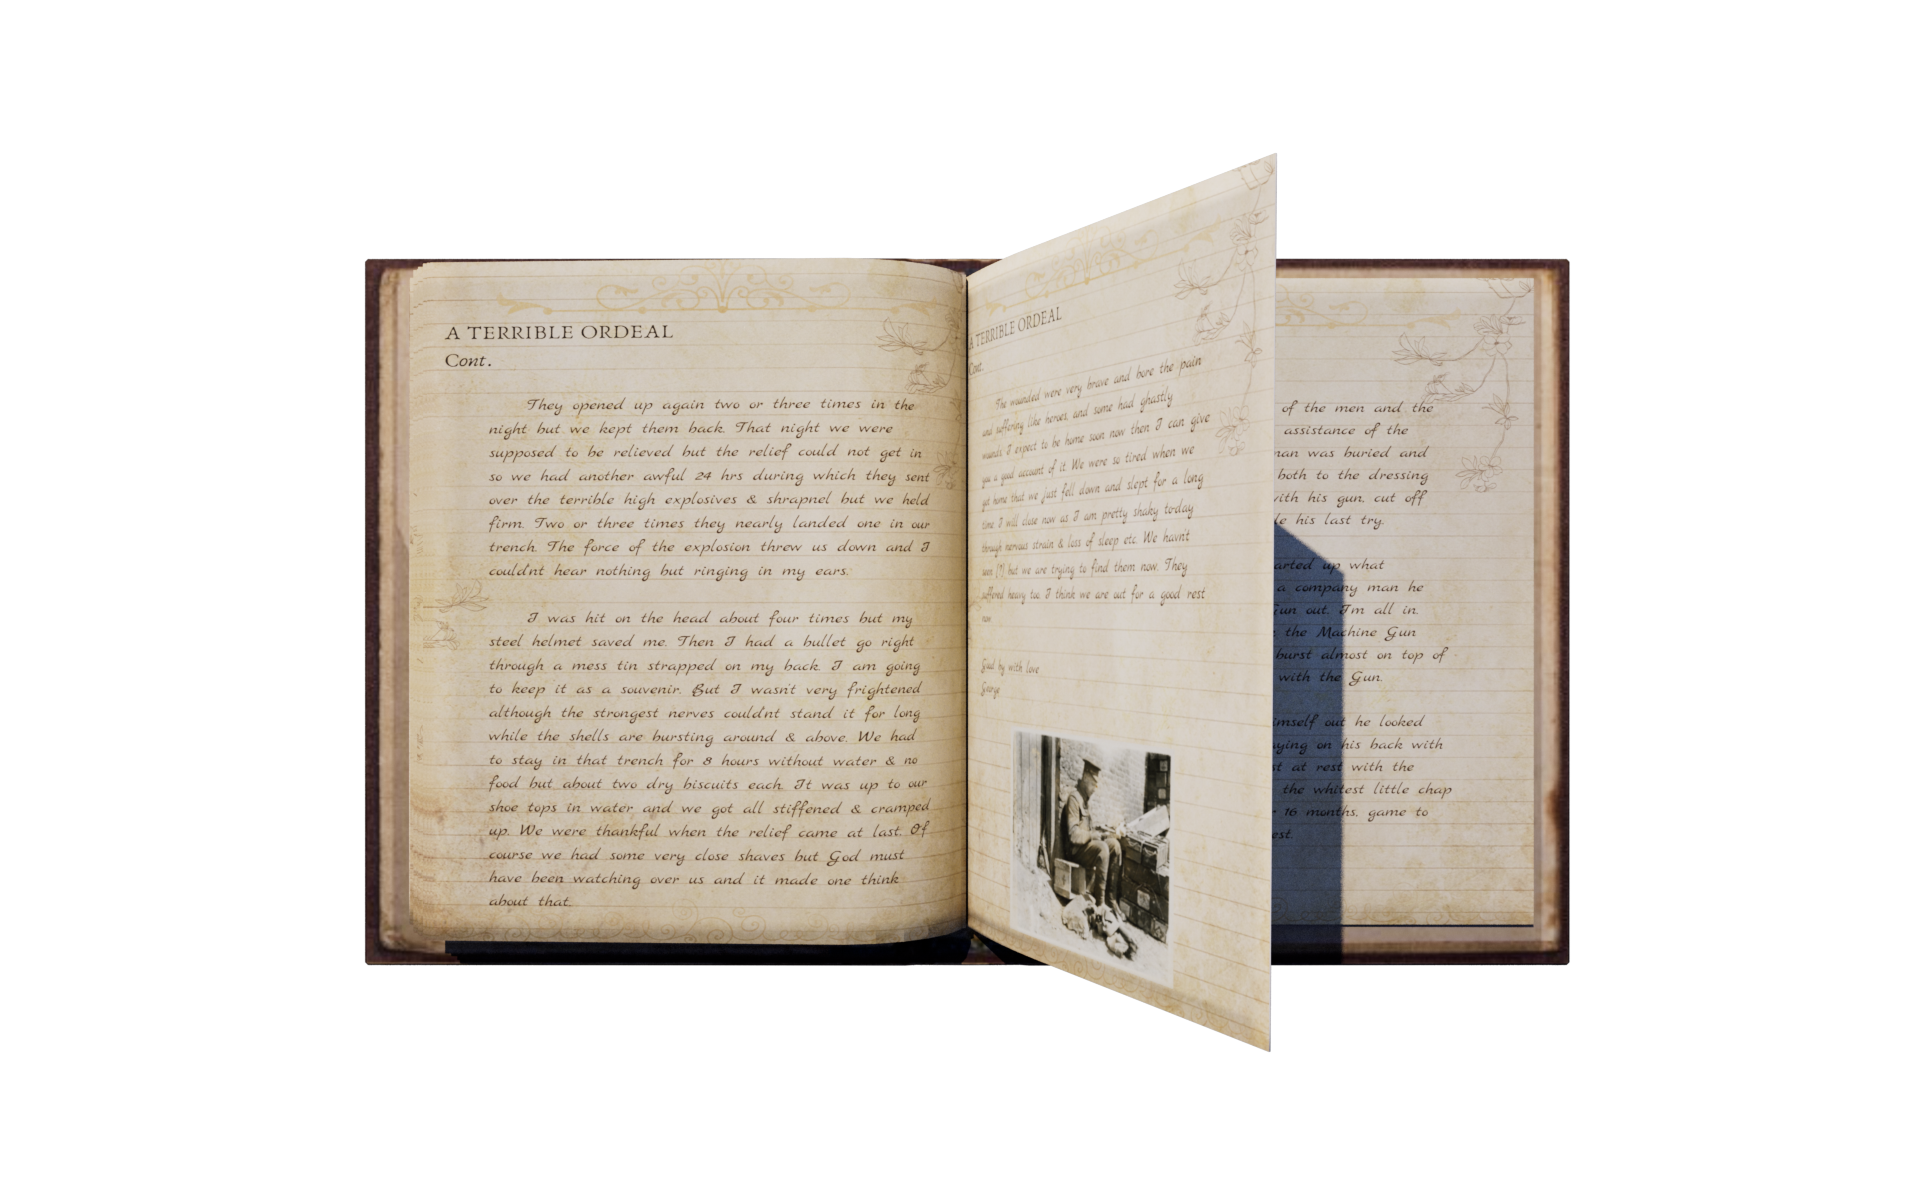 A TERRIBLE ORDEAL
Cont.
They opened up again two or three times in the
night but we kept them back. That night we were
supposed to be relieved but the relief could not get in
so we had another awful 24 hrs during which they sent
over the terrible high explosives & shrapnel but we held
firm. Two or three times they nearly landed one in our
trench. The force of the explosion threw us down and I
could'nt hear nothing but ringing in my ears.
I was hit on the head about four times but my
steel helmet saved me. Then I had a bullet go right
through a mess tin strapped on my back. I am going
to keep it as a souvenir. But I wasn't very frightened
although the strongest nerves could'nt stand it for long
while the shells are bursting around & above. We had
to stay in that trench for 8 hours without water & no
food but about two dry biscuits each. It was up to our
shoe tops in water and we got all stiffened & cramped
up. We were thankful when the relief came at last. Of
course we had some very close shaves but God must
have been watching over us and it made one think
about that.
A TERRIBLE ORDEAL
Cont.
The wounded were very brave and bore the pain
and suffering like heroes, and some had ghastly
wounds. I expect to be home soon now then I can give
you a good account of it. We were so tired when we
got home that we just fell down and slept for a long
time. I will close now as I am pretty shaky to-day
through nervous strain & loss of sleep etc. We havn't
seen [?] but we are trying to find them now. They
suffered heavy too. I think we are out for a good rest
now.
Good by with love
George
of the men and the
assistance of the
man was buried and
both to the dressing
with his gun, cut off
his last try.
started up what
a company man he
Gun out. I'm all in.
the Machine Gun
burst almost on top of
with the Gun.
himself out he looked
laying on his back with
at rest with the
the whitest little chap
16 months, game to